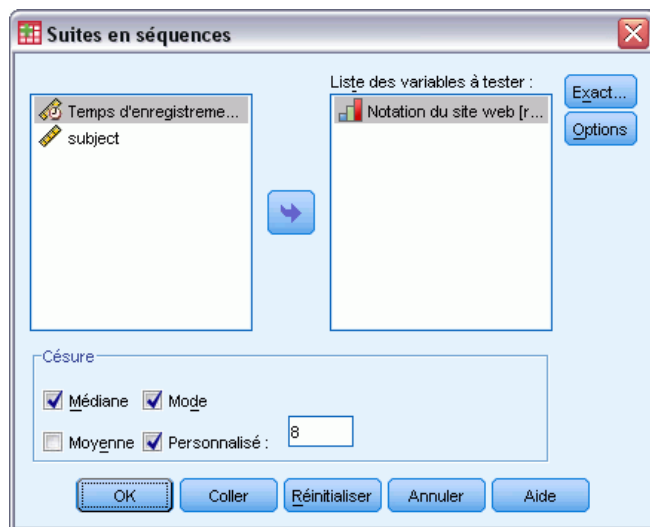 Suites en séquences
Liste des variables à tester :
Temps d'enregistreme...
subject
Notation du site web [r...
Exact...
Options
Césure
Médiane
Mode
Moyenne
Personnalisé :
8
OK
Coller
Réinitialiser
Annuler
Aide